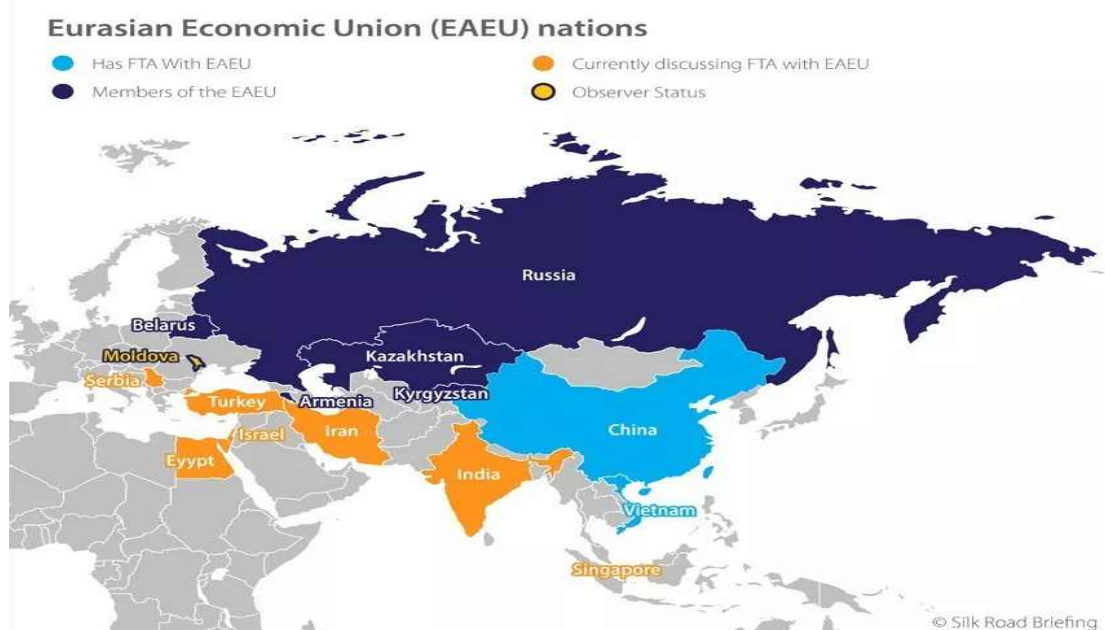 Eurasian Economic Union (EAEU) nations
Has FTA With EAEU
Currently discussing FTA with EAEU
Members of the EAEU
Observer Status
Russia
Belarus
Moldova
Kazakhstan
Serbia
Kyrgyzstan
Turkey
Armenia
Israel
Iran
China
Eyypt
India
Vietnam
Singapore
© Silk Road Briefing